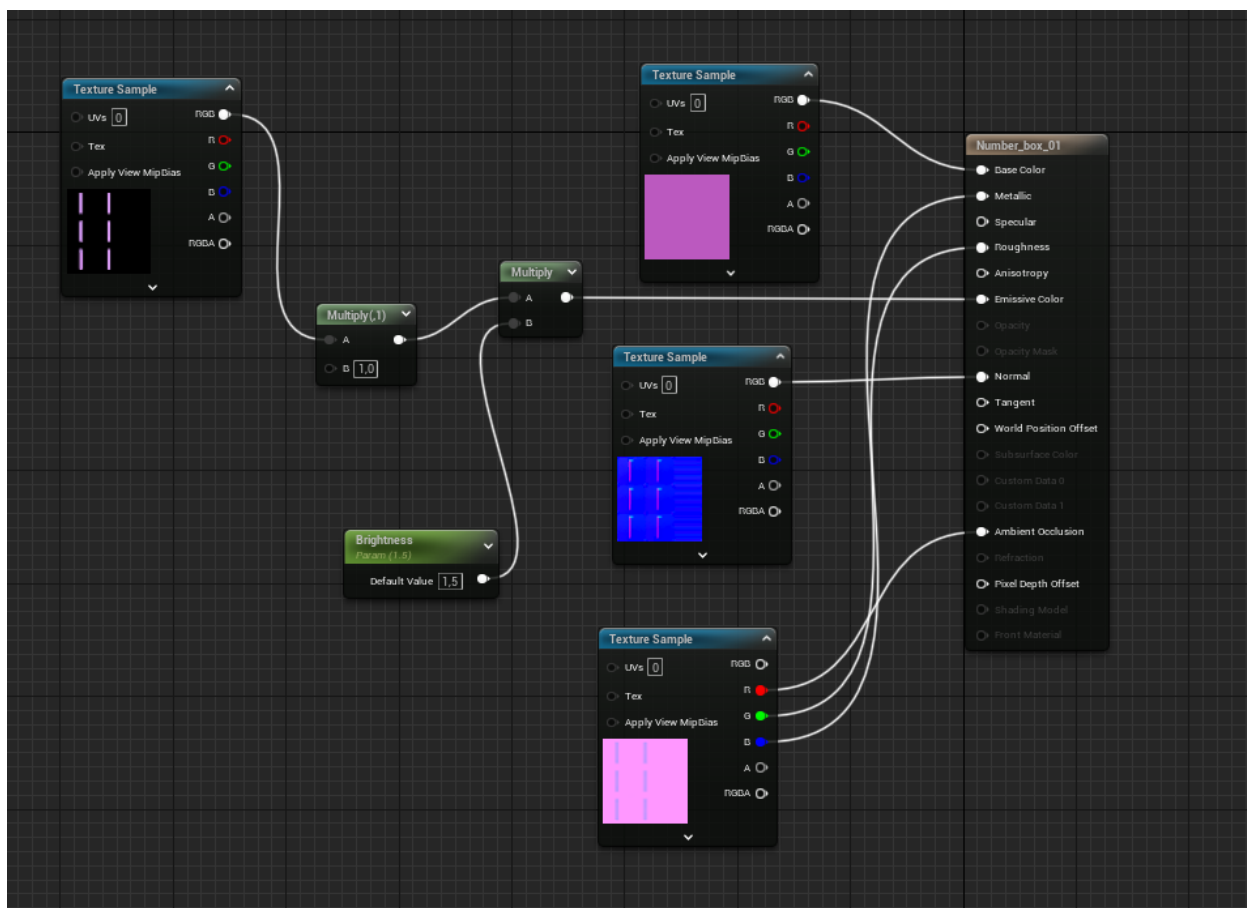 Texture Sample
UVs 0
Tex
Apply View MipBias
RGB
R
G
B
A
RGBA
Multiply(,1)
A
B 1,0
Multiply
A
B
Brightness
Param (1.5)
Default Value 1,5
Texture Sample
UVs 0
Tex
Apply View MipBias
RGB
R
G
B
A
RGBA
Texture Sample
UVs 0
Tex
Apply View MipBias
RGB
R
G
B
A
RGBA
Texture Sample
UVs 0
Tex
Apply View MipBias
RGB
R
G
B
A
RGBA
Number_box_01
Base Color
Metallic
Specular
Roughness
Anisotropy
Emissive Color
Opacity
Opacity Mask
Normal
Tangent
World Position Offset
Subsurface Color
Custom Data 0
Custom Data 1
Ambient Occlusion
Refraction
Pixel Depth Offset
Shading Model
Front Material